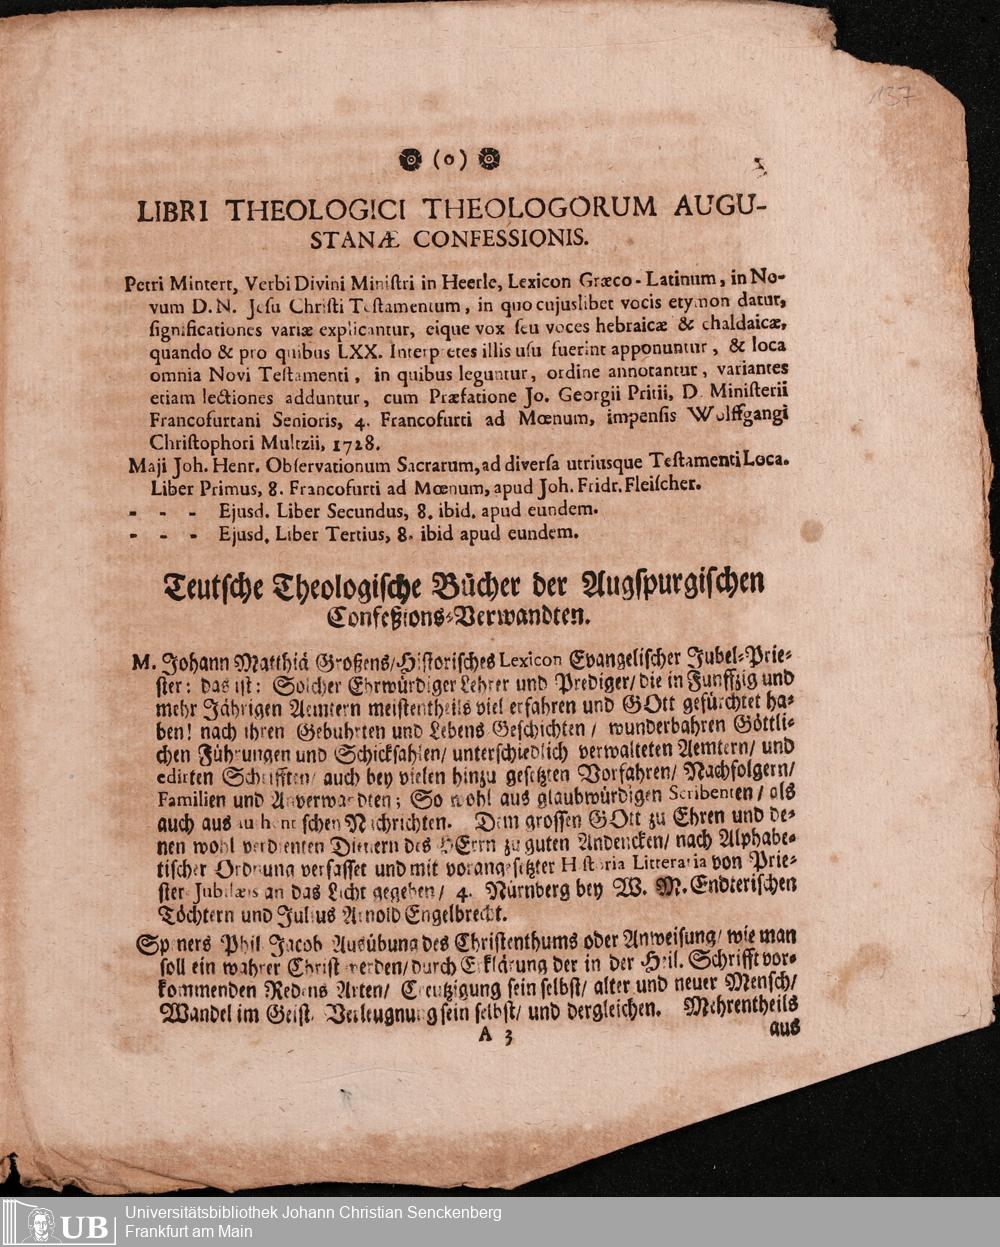 137
(o)
3
LIBRI THEOLOGICI THEOLOGORUM AUGU-
STANÆ CONFESSIONIS.
Petri Mintert, Verbi Divini Ministri in Heerle, Lexicon Græco-Latinum, in No-
vum D. N. Jesu Christi Testamentum, in quo cujuslibet vocis etymon datur,
significationes variæ explicantur, eique vox seu voces hebraicæ & chaldaicæ,
quando & pro quibus LXX. Interpretes illis usu fuerint apponuntur, & loca
omnia Novi Testamenti, in quibus leguntur, ordine annotantur, variantes
etiam lectiones adduntur, cum Præfatione Jo. Georgii Pritii, D. Ministerii
Francofurtani Senioris, 4. Francofurti ad Mœnum, impensis Wolffgangi
Christophori Multzii, 1728.
Maji Joh. Henr. Observationum Sacrarum, ad diversa utriusque Testamenti Loca.
Liber Primus, 8. Francofurti ad Mœnum, apud Joh. Fridr. Fleischer.
- - - Ejusd. Liber Secundus, 8. ibid. apud eundem.
- - - Ejusd. Liber Tertius, 8. ibid apud eundem.
Teutsche Theologische Bücher der Augspurgischen
Confeßions-Verwandten.
M. Johann Matthiä Großens/ Historisches Lexicon Evangelischer Jubel-Prie-
ster: das ist: Solcher Ehrwürdiger Lehrer und Prediger/ die in Funffzig und
mehr Jährigen Aemtern meistentheils viel erfahren und GOtt gefürchtet ha-
ben! nach ihren Gebuhrten und Lebens Geschichten / wunderbahren Göttli-
chen Führungen und Schicksahlen/ unterschiedlich verwalteten Aemtern/ und
edirten Schrifften/ auch bey vielen hinzu gesetzten Vorfahren/ Nachfolgern/
Familien und Anverwandten; So wohl aus glaubwürdigen Scribenten / als
auch aus authentischen Nachrichten. Dem grossen GOtt zu Ehren und de-
nen wohl verdienten Dienern des HErrn zu guten Andencken/ nach Alphabe-
tischer Ordnung verfasset und mit vorangesetzter Historia Litteraria von Prie-
ster Jubilæis an das Licht gegeben/ 4. Nürnberg bey W. M. Endterischen
Töchtern und Julius Arnold Engelbrecht.
Speners Phil. Jacob Ausübung des Christenthums oder Anweisung/ wie man
soll ein wahrer Christ werden/ durch Erklärung der in der Heil. Schrifft vor-
kommenden Redens Arten/ Creutzigung sein selbst/ alter und neuer Mensch/
Wandel im Geist, Verleugnung sein selbst/ und dergleichen. Mehrentheils
A 3
aus
UB
Universitätsbibliothek Johann Christian Senckenberg
Frankfurt am Main